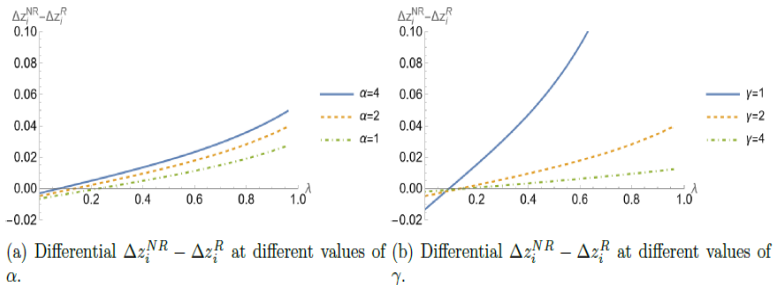 Δz_i^NR–Δz_i^R
0.10
0.08
0.06
0.04
0.02
0.00
-0.02
0.2 0.4 0.6 0.8 1.0 λ
α=4
α=2
α=1
Δz_i^NR–Δz_i^R
0.10
0.08
0.06
0.04
0.02
0.00
-0.02
0.2 0.4 0.6 0.8 1.0 λ
γ=1
γ=2
γ=4
(a) Differential Δz_i^{NR} − Δz_i^R at different values of
α.
(b) Differential Δz_i^{NR} − Δz_i^R at different values of
γ.